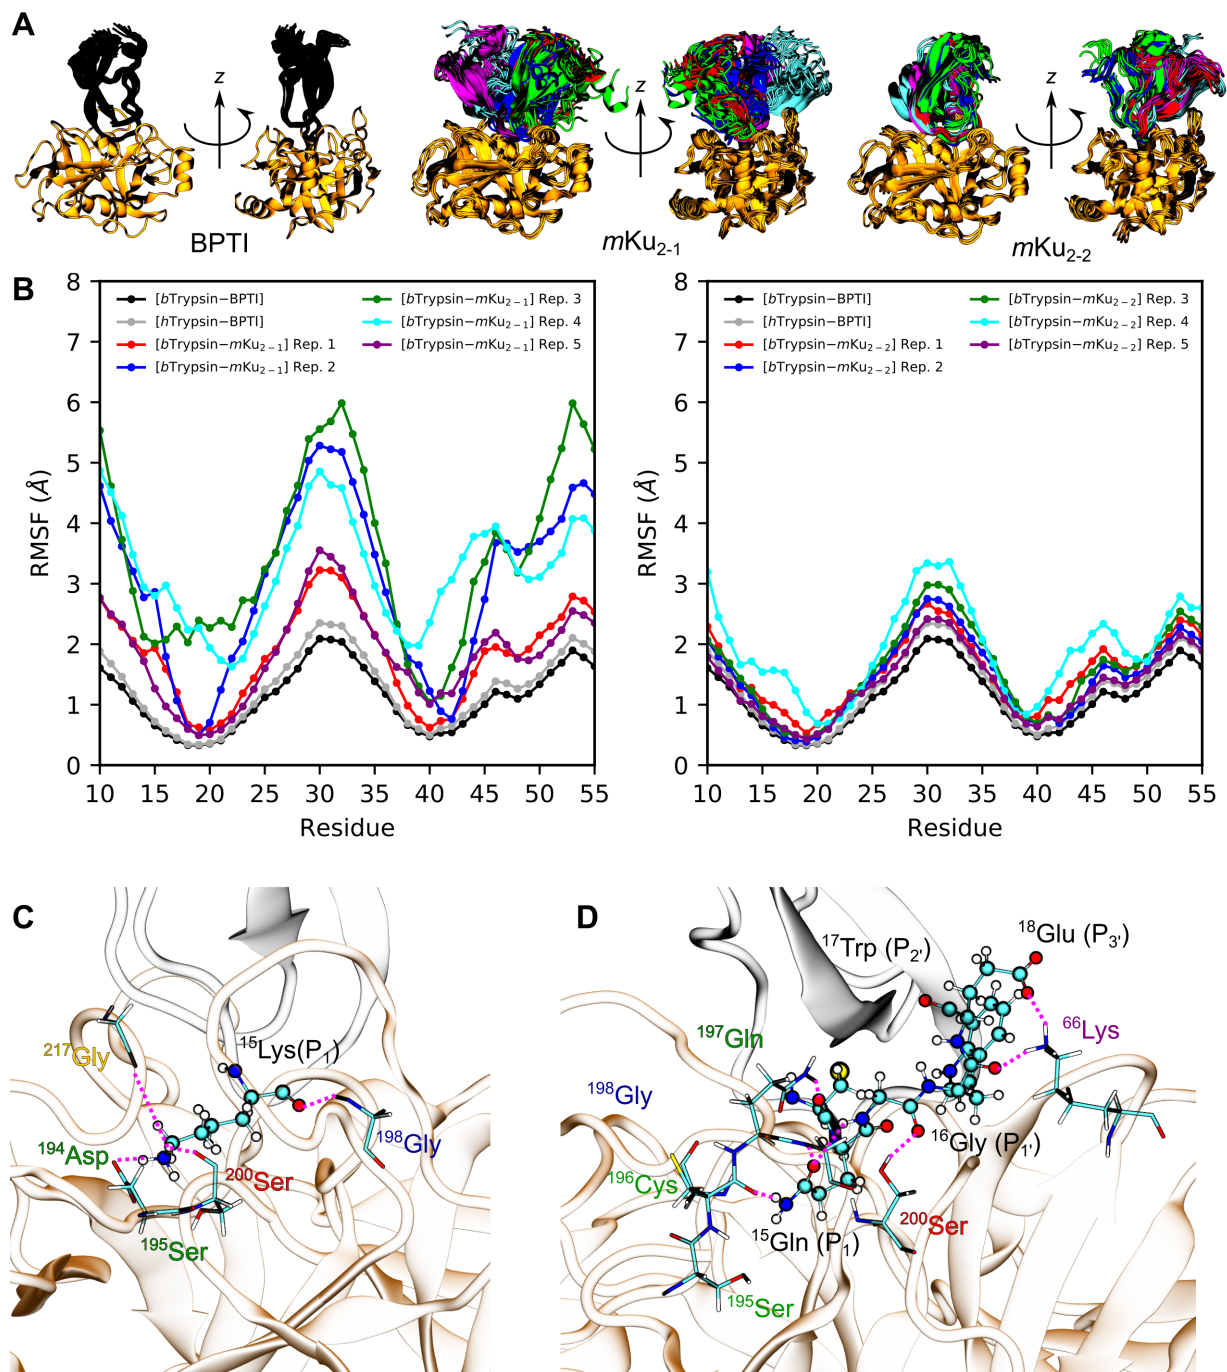 A
z
z
z
BPTI
mKu2-1
mKu2-2
B
8
7
6
5
4
3
2
1
0
RMSF (Å)
[bTrypsin−BPTI]
[hTrypsin−BPTI]
[bTrypsin−mKu2−1] Rep. 1
[bTrypsin−mKu2−1] Rep. 2
[bTrypsin−mKu2−1] Rep. 3
[bTrypsin−mKu2−1] Rep. 4
[bTrypsin−mKu2−1] Rep. 5
10 15 20 25 30 35 40 45 50 55
Residue
8
7
6
5
4
3
2
1
0
RMSF (Å)
[bTrypsin−BPTI]
[hTrypsin−BPTI]
[bTrypsin−mKu2−2] Rep. 1
[bTrypsin−mKu2−2] Rep. 2
[bTrypsin−mKu2−2] Rep. 3
[bTrypsin−mKu2−2] Rep. 4
[bTrypsin−mKu2−2] Rep. 5
10 15 20 25 30 35 40 45 50 55
Residue
C
217Gly
15Lys(P1)
194Asp
198Gly
200Ser
195Ser
D
18Glu (P3')
17Trp (P2')
197Gln
66Lys
198Gly
16Gly (P1')
196Cys
200Ser
15Gln (P1)
195Ser